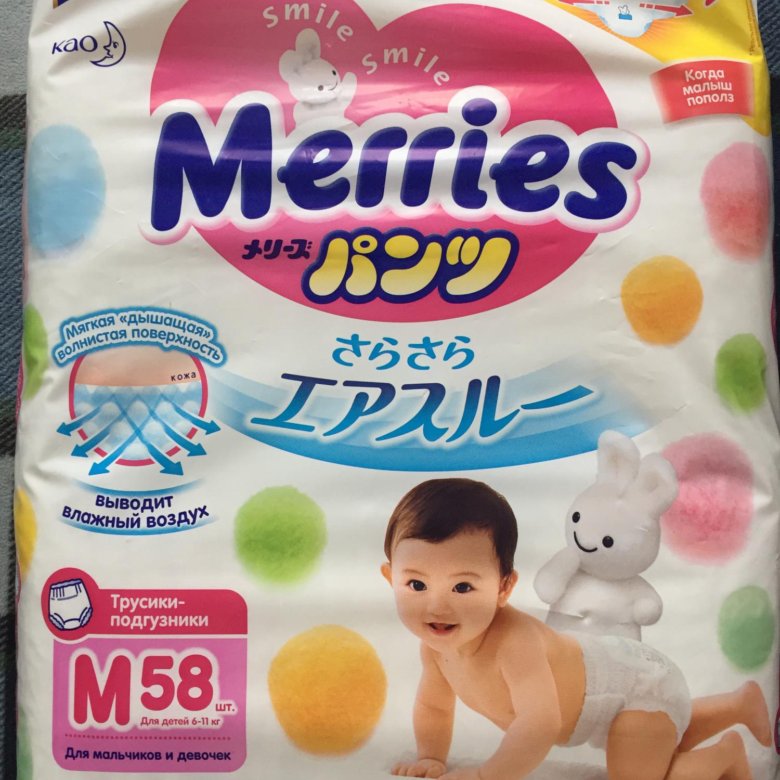 Kao
Smile
Smile
Когда
малыш
пополз
Merries
メリーズ
パンツ
さらさら
エアスルー
Мягкая «дышащая»
волнистая поверхность
кожа
выводит
влажный воздух
Трусики-
подгузники
M58 шт.
Для детей 6-11 кг
Для мальчиков и девочек